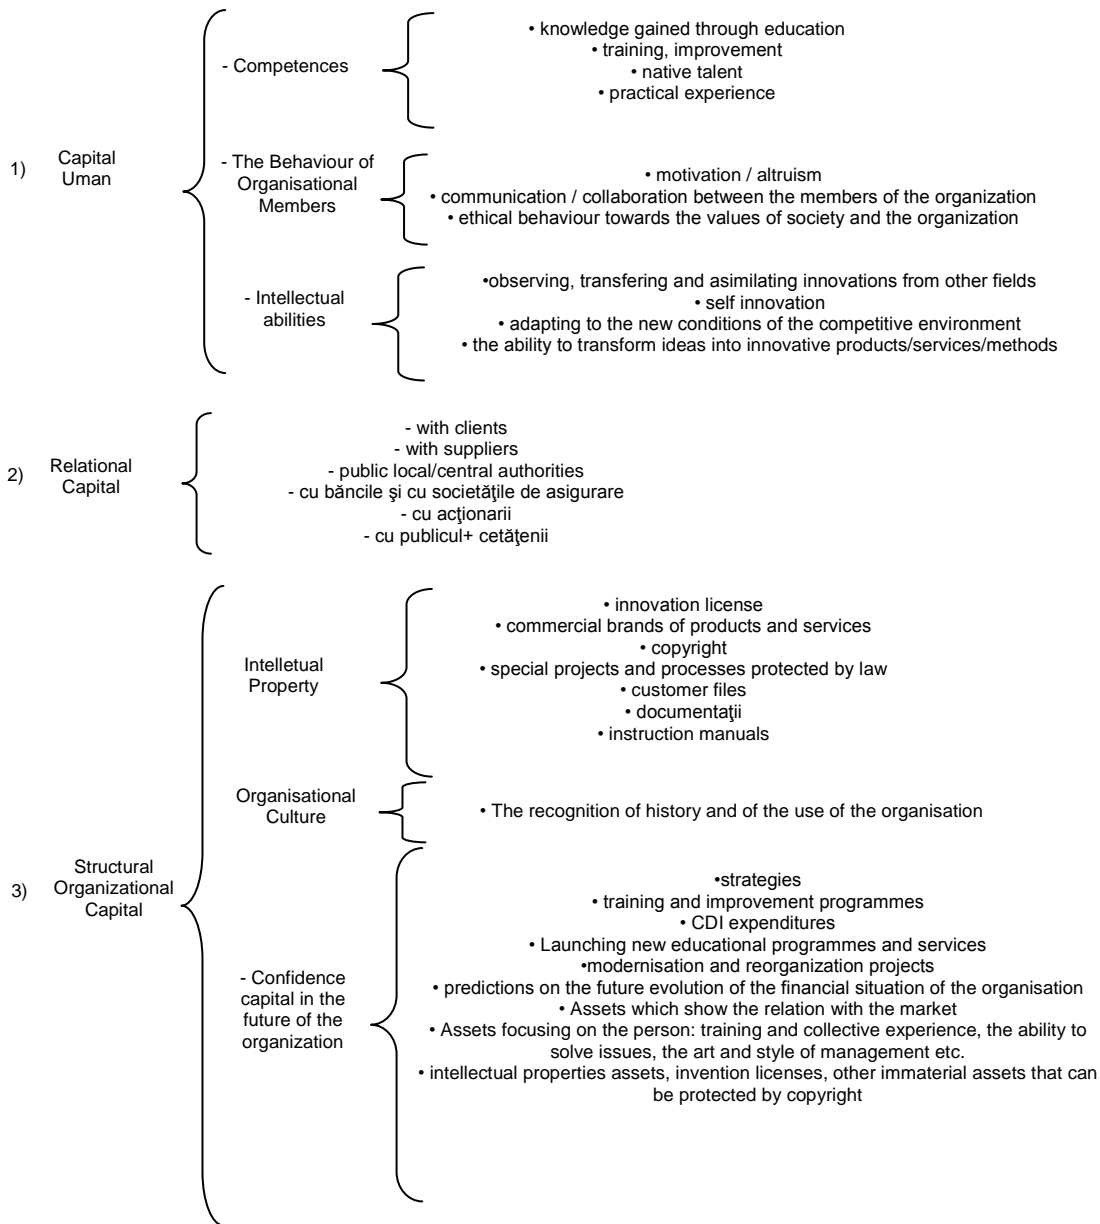 1) Capital
Uman
- Competences
• knowledge gained through education
• training, improvement
• native talent
• practical experience
- The Behaviour of
Organisational
Members
• motivation / altruism
• communication / collaboration between the members of the organization
• ethical behaviour towards the values of society and the organization
- Intellectual
abilities
•observing, transfering and asimilating innovations from other fields
• self innovation
• adapting to the new conditions of the competitive environment
• the ability to transform ideas into innovative products/services/methods
2) Relational
Capital
- with clients
- with suppliers
- public local/central authorities
- cu băncile şi cu societăţile de asigurare
- cu acţionarii
- cu publicul+ cetăţenii
3) Structural
Organizational
Capital
Intelletual
Property
• innovation license
• commercial brands of products and services
• copyright
• special projects and processes protected by law
• customer files
• documentaţii
• instruction manuals
Organisational
Culture
• The recognition of history and of the use of the organisation
- Confidence
capital in the
future of the
organization
•strategies
• training and improvement programmes
• CDI expenditures
• Launching new educational programmes and services
•modernisation and reorganization projects
• predictions on the future evolution of the financial situation of the organisation
• Assets which show the relation with the market
• Assets focusing on the person: training and collective experience, the ability to
solve issues, the art and style of management etc.
• intellectual properties assets, invention licenses, other immaterial assets that can
be protected by copyright